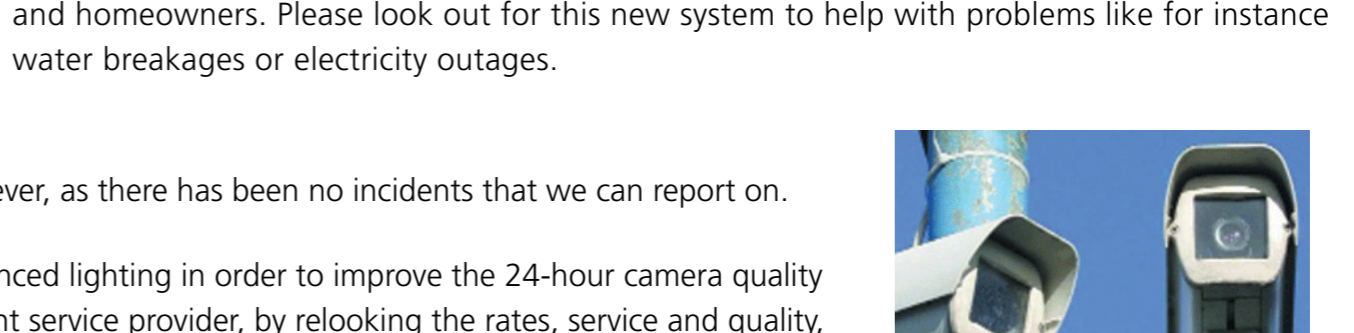 and homeowners. Please look out for this new system to help with problems like for instance
water breakages or electricity outages.
ever, as there has been no incidents that we can report on.
nced lighting in order to improve the 24-hour camera quality
nt service provider, by relooking the rates, service and quality,